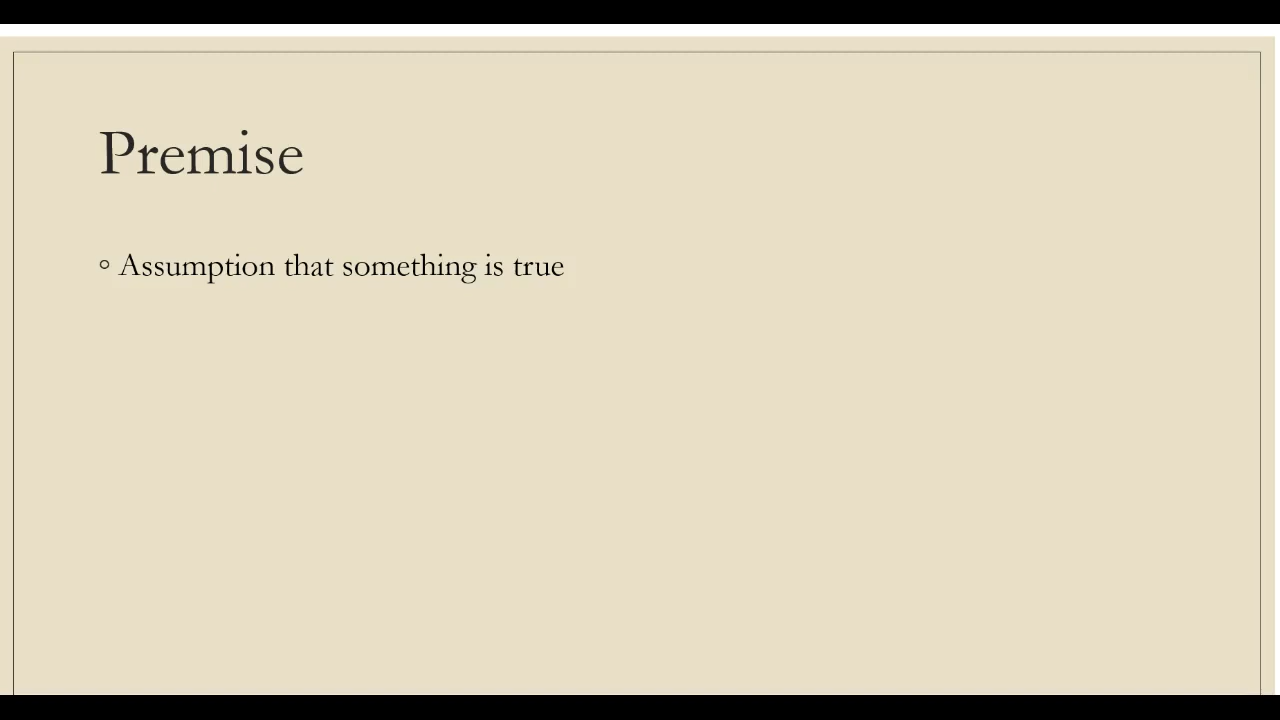 Premise
◦ Assumption that something is true